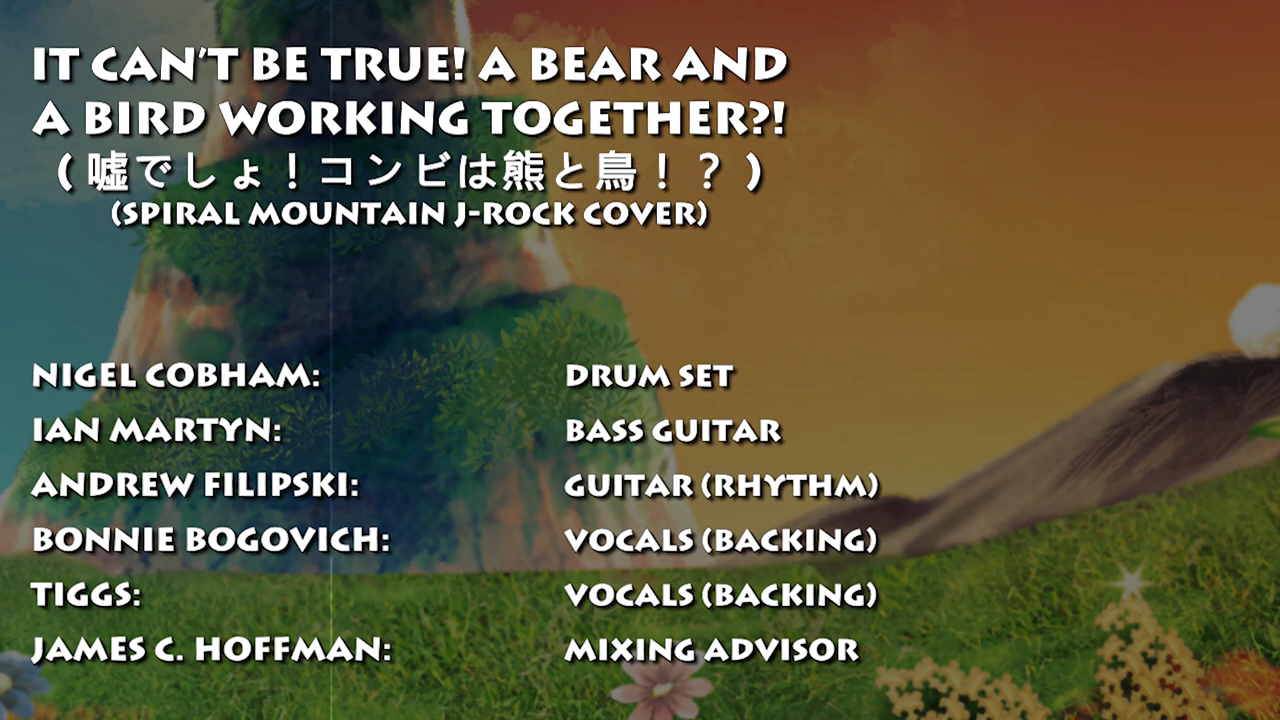 IT CAN'T BE TRUE! A BEAR AND
A BIRD WORKING TOGETHER?!
(嘘でしょ！コンビは熊と鳥！？)
(SPIRAL MOUNTAIN J-ROCK COVER)
NIGEL COBHAM: DRUM SET
IAN MARTYN: BASS GUITAR
ANDREW FILIPSKI: GUITAR (RHYTHM)
BONNIE BOGOVICH: VOCALS (BACKING)
TIGGS: VOCALS (BACKING)
JAMES C. HOFFMAN: MIXING ADVISOR